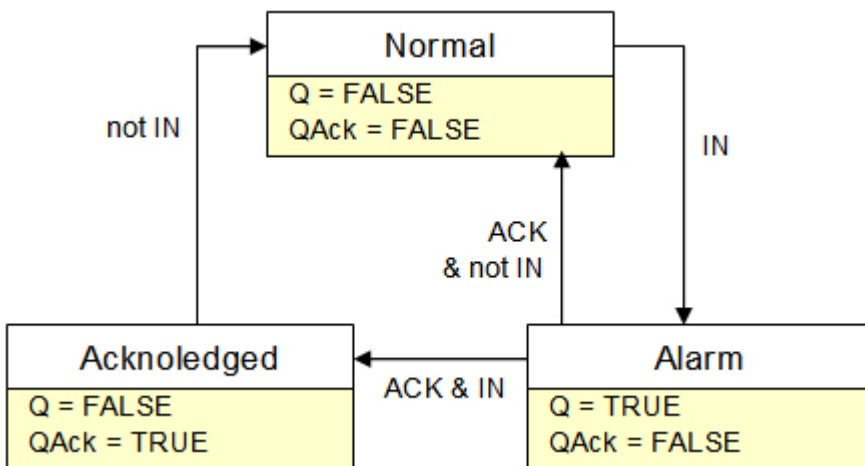 Normal
Q = FALSE
QAck = FALSE
not IN
IN
ACK
& not IN
Acknoledged
Q = FALSE
QAck = TRUE
ACK & IN
Alarm
Q = TRUE
QAck = FALSE